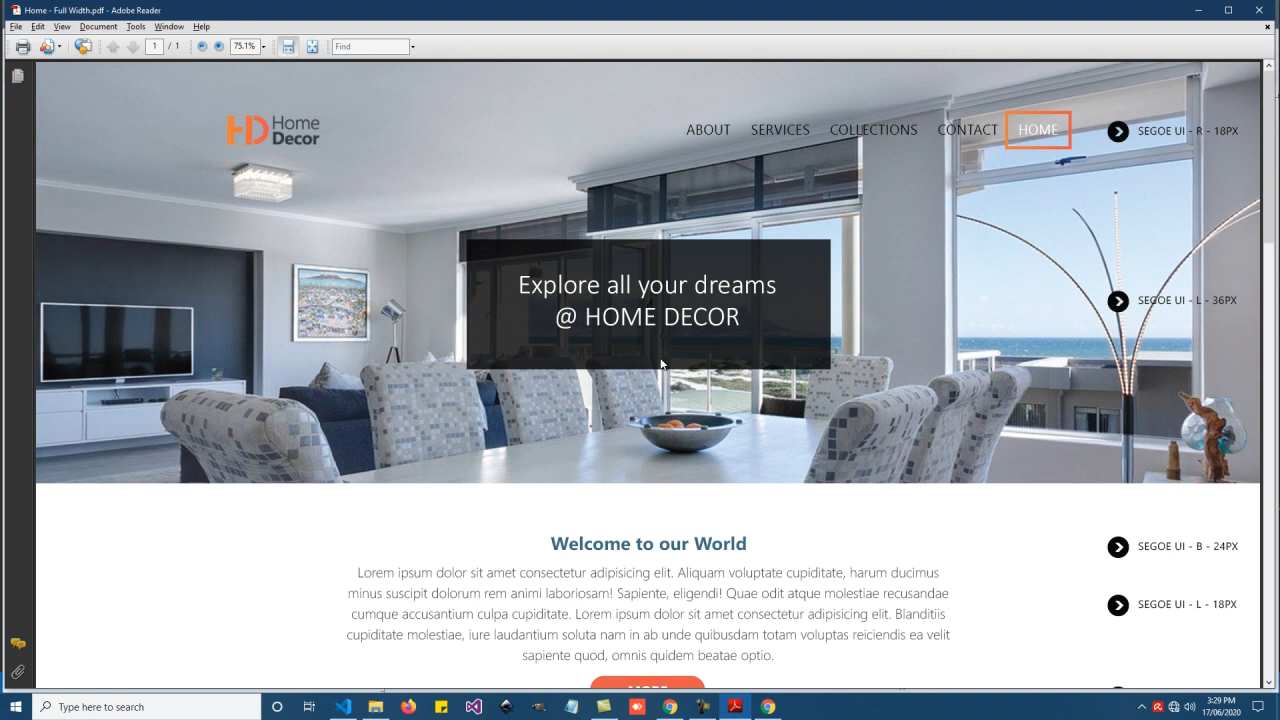 Home - Full Width.pdf - Adobe Reader
File Edit View Document Tools Window Help
1 / 1 75.1% Find
HD Home Decor
ABOUT SERVICES COLLECTIONS CONTACT HOME
SEGOE UI - R - 18PX
Explore all your dreams
@ HOME DECOR
SEGOE UI - L - 36PX
Welcome to our World
SEGOE UI - B - 24PX
Lorem ipsum dolor sit amet consectetur adipisicing elit. Aliquam voluptate cupiditate, harum ducimus
minus suscipit dolorum rem animi laboriosam! Sapiente, eligendi! Quae odit atque molestiae recusandae
cumque accusantium culpa cupiditate. Lorem ipsum dolor sit amet consectetur adipisicing elit. Blanditiis
cupiditate molestiae, iure laudantium soluta nam in ab unde quibusdam totam voluptas reiciendis ea velit
sapiente quod, omnis quidem beatae optio.
SEGOE UI - L - 18PX
MORE
Type here to search
3:29 PM
17/06/2020